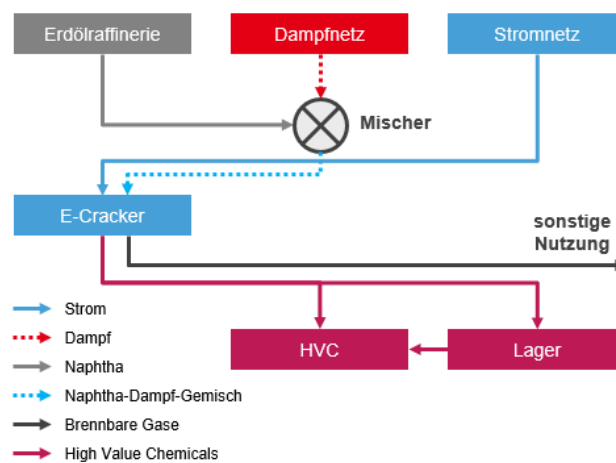 Erdölraffinerie
Dampfnetz
Stromnetz
Mischer
E-Cracker
sonstige
Nutzung
HVC
Lager
Strom
Dampf
Naphtha
Naphtha-Dampf-Gemisch
Brennbare Gase
High Value Chemicals